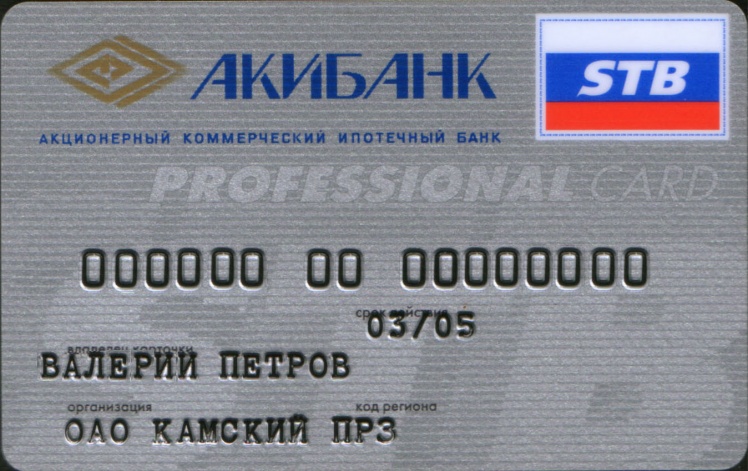 АКИБАНК
STB
АКЦИОНЕРНЫЙ КОММЕРЧЕСКИЙ ИПОТЕЧНЫЙ БАНК
PROFESSIONAL CARD
000000 00 00000000
срок действия
03/05
владелец карточки
ВАЛЕРИЙ ПЕТРОВ
организация код региона
ОАО КАМСКИЙ ПРЗ